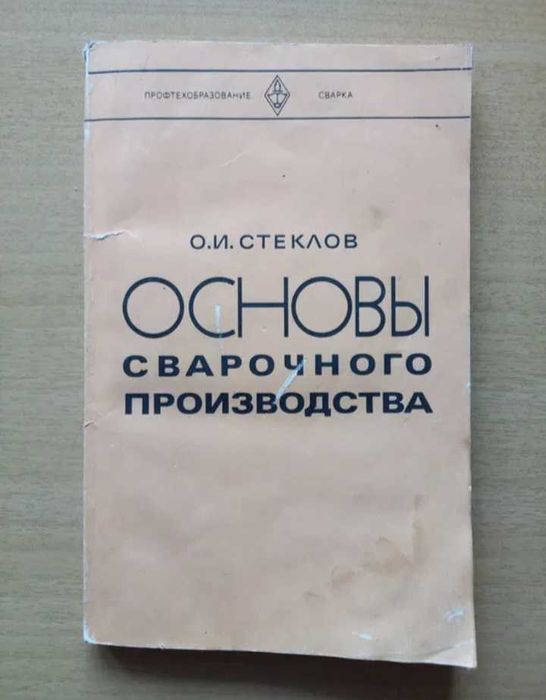 ПРОФТЕХОБРАЗОВАНИЕ СВАРКА
О.И. СТЕКЛОВ
ОСНОВЫ
СВАРОЧНОГО
ПРОИЗВОДСТВА